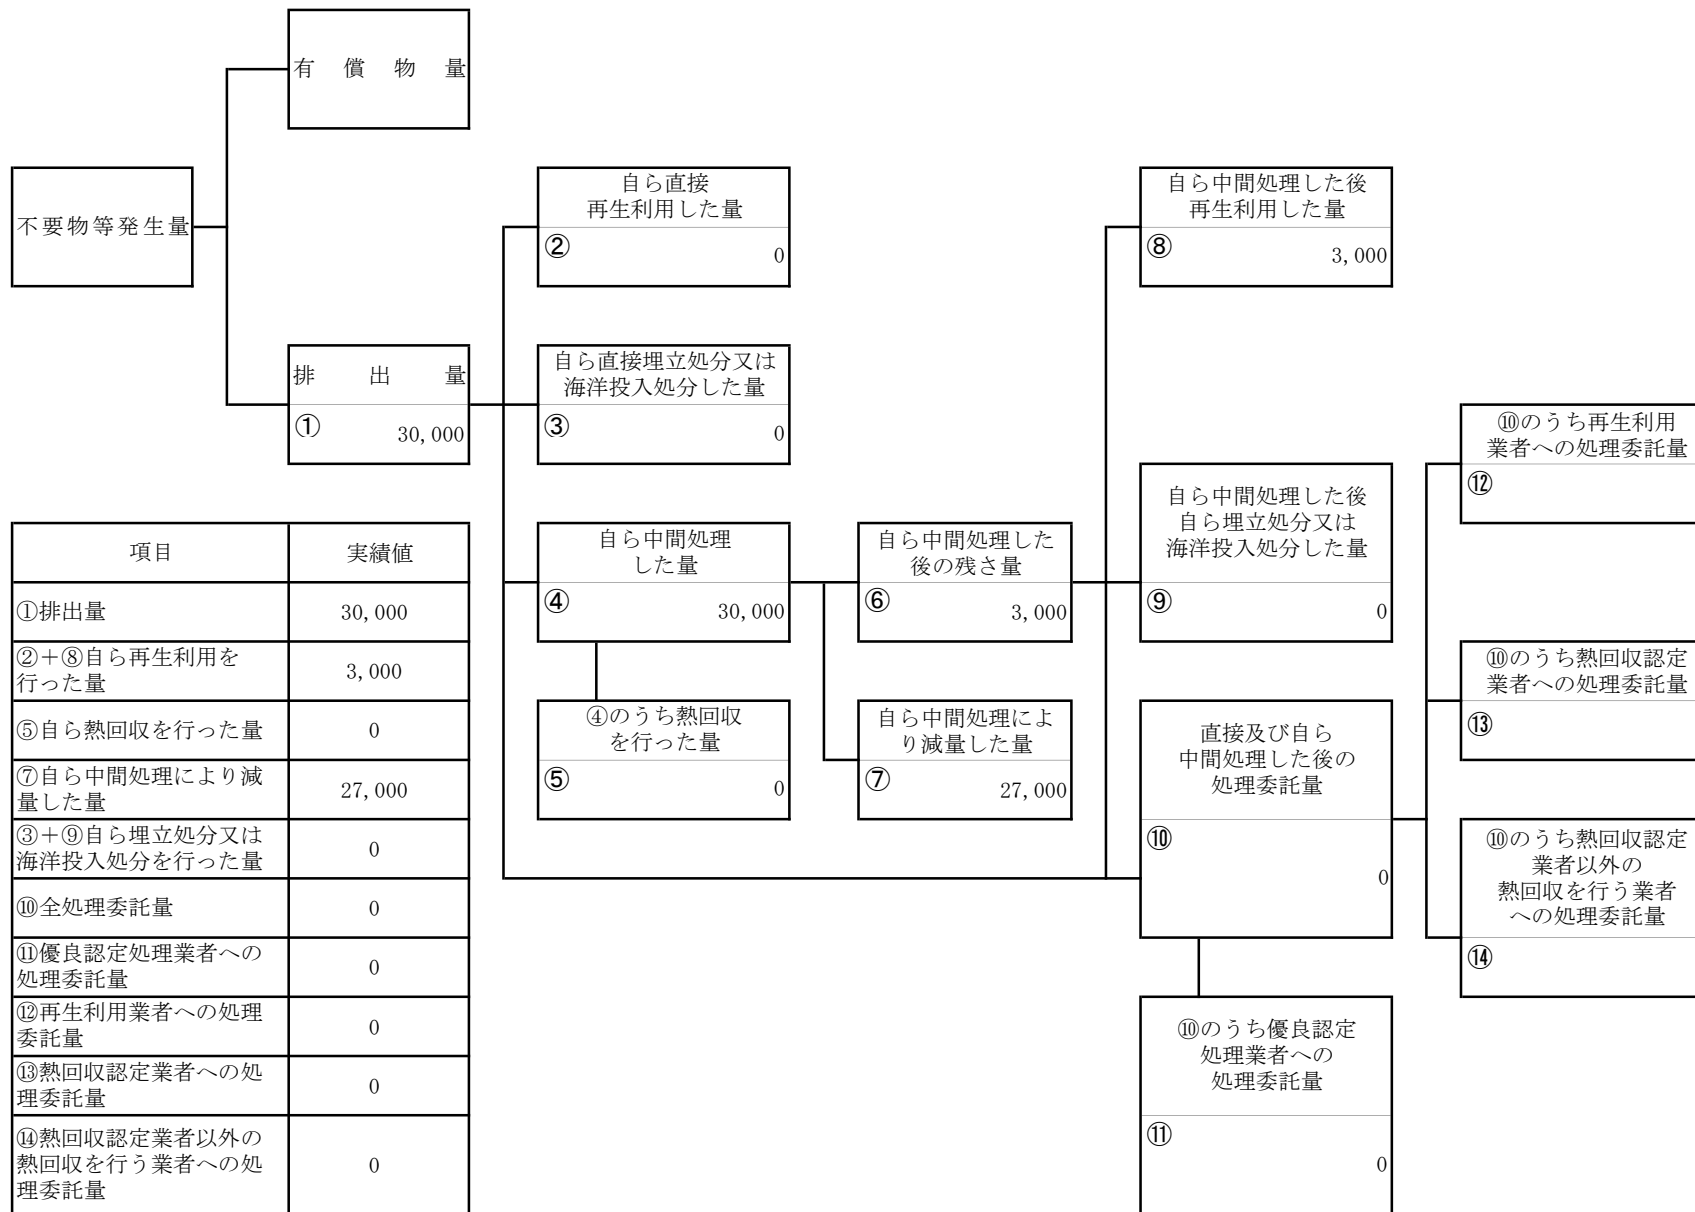 有償物量
不要物等発生量
排出量
① 30,000
自ら直接
再生利用した量
② 0
自ら直接埋立処分又は
海洋投入処分した量
③ 0
自ら中間処理
した量
④ 30,000
④のうち熱回収
を行った量
⑤ 0
自ら中間処理した
後の残さ量
⑥ 3,000
自ら中間処理によ
り減量した量
⑦ 27,000
自ら中間処理した後
再生利用した量
⑧ 3,000
自ら中間処理した後
自ら埋立処分又は
海洋投入処分した量
⑨ 0
直接及び自ら
中間処理した後の
処理委託量
⑩
0
⑩のうち優良認定
処理業者への
処理委託量
⑪
0
⑩のうち再生利用
業者への処理委託量
⑫
⑩のうち熱回収認定
業者への処理委託量
⑬
⑩のうち熱回収認定
業者以外の
熱回収を行う業者
への処理委託量
⑭
項目 実績値
①排出量 30,000
②+⑧自ら再生利用を
行った量 3,000
⑤自ら熱回収を行った量 0
⑦自ら中間処理により減
量した量 27,000
③+⑨自ら埋立処分又は
海洋投入処分を行った量 0
⑩全処理委託量 0
⑪優良認定処理業者への
処理委託量 0
⑫再生利用業者への処理
委託量 0
⑬熱回収認定業者への処
理委託量 0
⑭熱回収認定業者以外の
熱回収を行う業者への処
理委託量 0